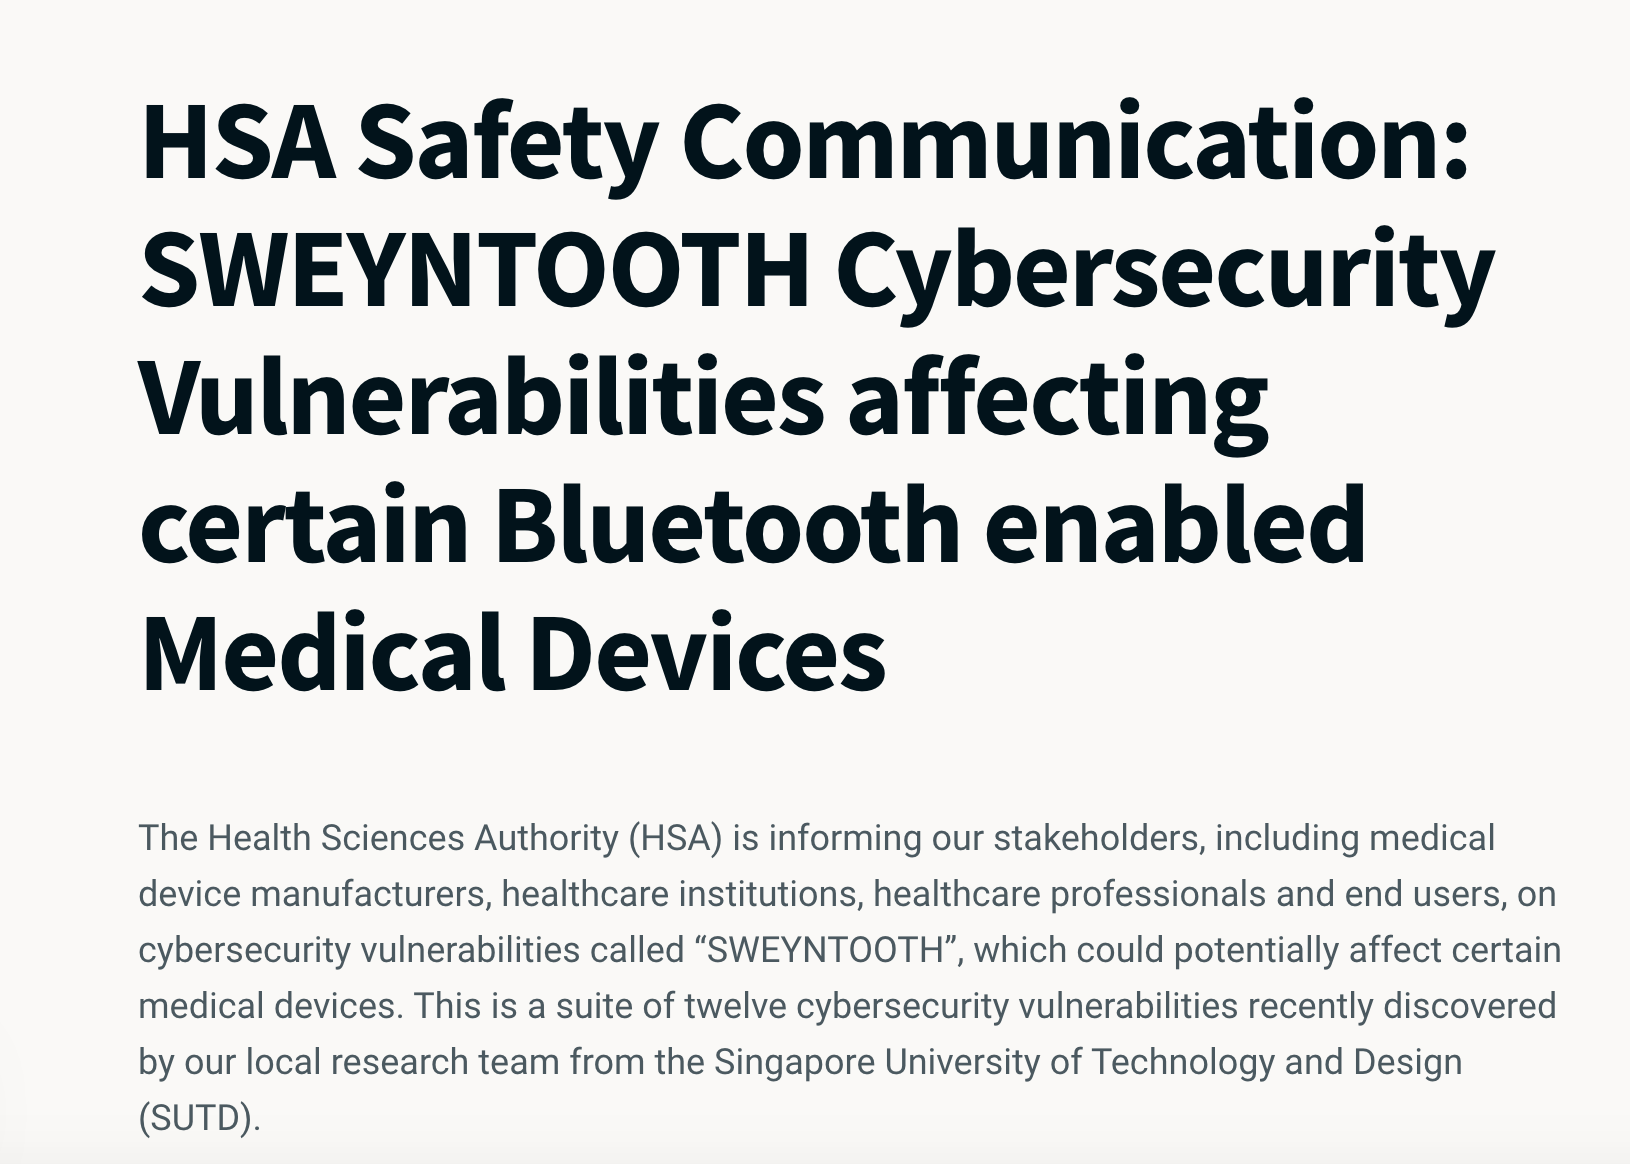 HSA Safety Communication:
SWEYNTOOTH Cybersecurity
Vulnerabilities affecting
certain Bluetooth enabled
Medical Devices
The Health Sciences Authority (HSA) is informing our stakeholders, including medical
device manufacturers, healthcare institutions, healthcare professionals and end users, on
cybersecurity vulnerabilities called “SWEYNTOOTH”, which could potentially affect certain
medical devices. This is a suite of twelve cybersecurity vulnerabilities recently discovered
by our local research team from the Singapore University of Technology and Design
(SUTD).